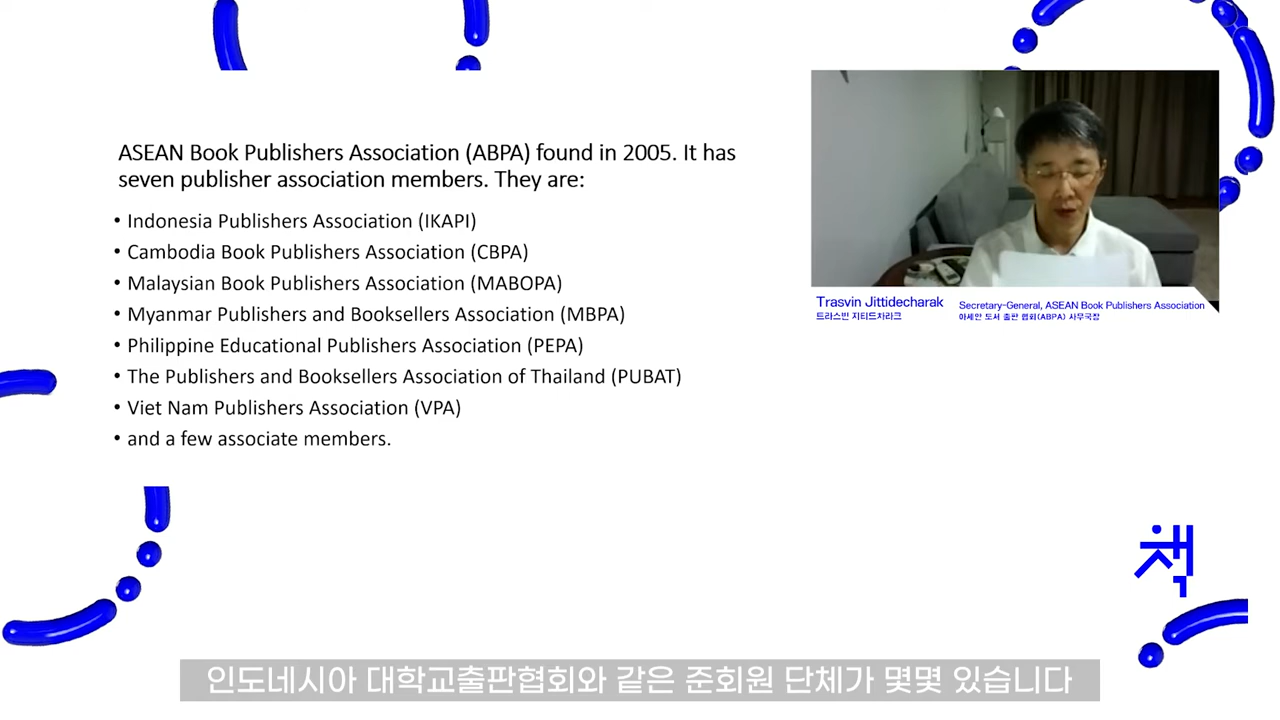 ASEAN Book Publishers Association (ABPA) found in 2005. It has
seven publisher association members. They are:
• Indonesia Publishers Association (IKAPI)
• Cambodia Book Publishers Association (CBPA)
• Malaysian Book Publishers Association (MABOPA)
• Myanmar Publishers and Booksellers Association (MBPA)
• Philippine Educational Publishers Association (PEPA)
• The Publishers and Booksellers Association of Thailand (PUBAT)
• Viet Nam Publishers Association (VPA)
• and a few associate members.
Trasvin Jittidecharak
트라스빈 지티드차라크
Secretary-General, ASEAN Book Publishers Association
아세안 도서 출판 협회(ABPA) 사무국장
책
인도네시아 대학교출판협회와 같은 준회원 단체가 몇몇 있습니다